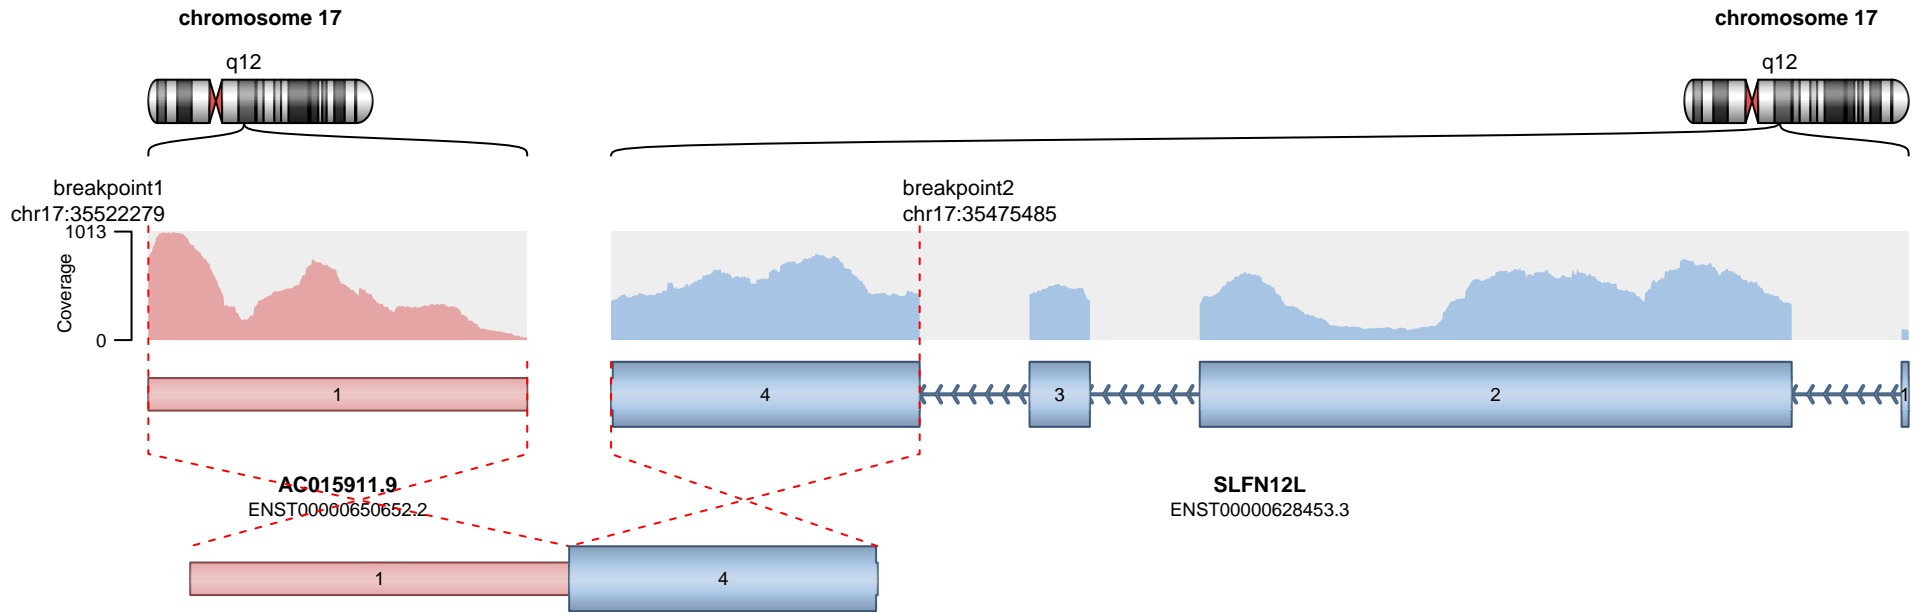 chromosome 17
chromosome 17
q12
q12
breakpoint1
chr17:35522279
breakpoint2
chr17:35475485
1013
Coverage
0
1
4
3
2
1
AC015911.9
ENST00000650652.2
SLFN12L
ENST00000628453.3
1
4